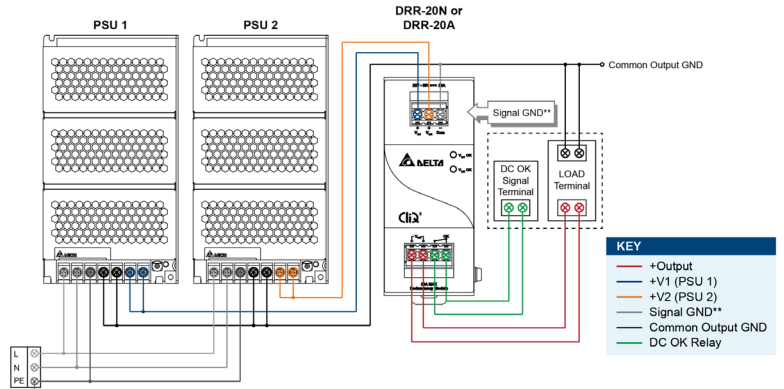 DRR-20N or
DRR-20A
PSU 1
PSU 2
Common Output GND
Signal GND**
DELTA
DC OK
Signal
Terminal
LOAD
Terminal
CliQ
KEY
+Output
+V1 (PSU 1)
+V2 (PSU 2)
Signal GND**
Common Output GND
DC OK Relay
L
N
PE